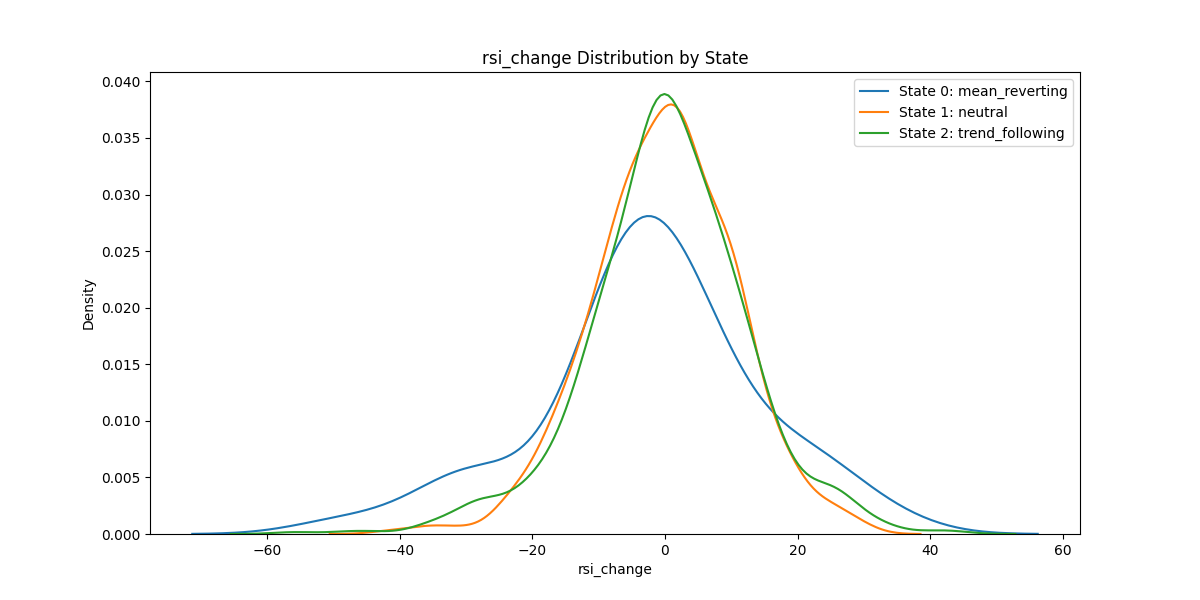 rsi_change Distribution by State
0.040
0.035
0.030
0.025
0.020
0.015
0.010
0.005
0.000
Density
State 0: mean_reverting
State 1: neutral
State 2: trend_following
−60
−40
−20
0
20
40
60
rsi_change